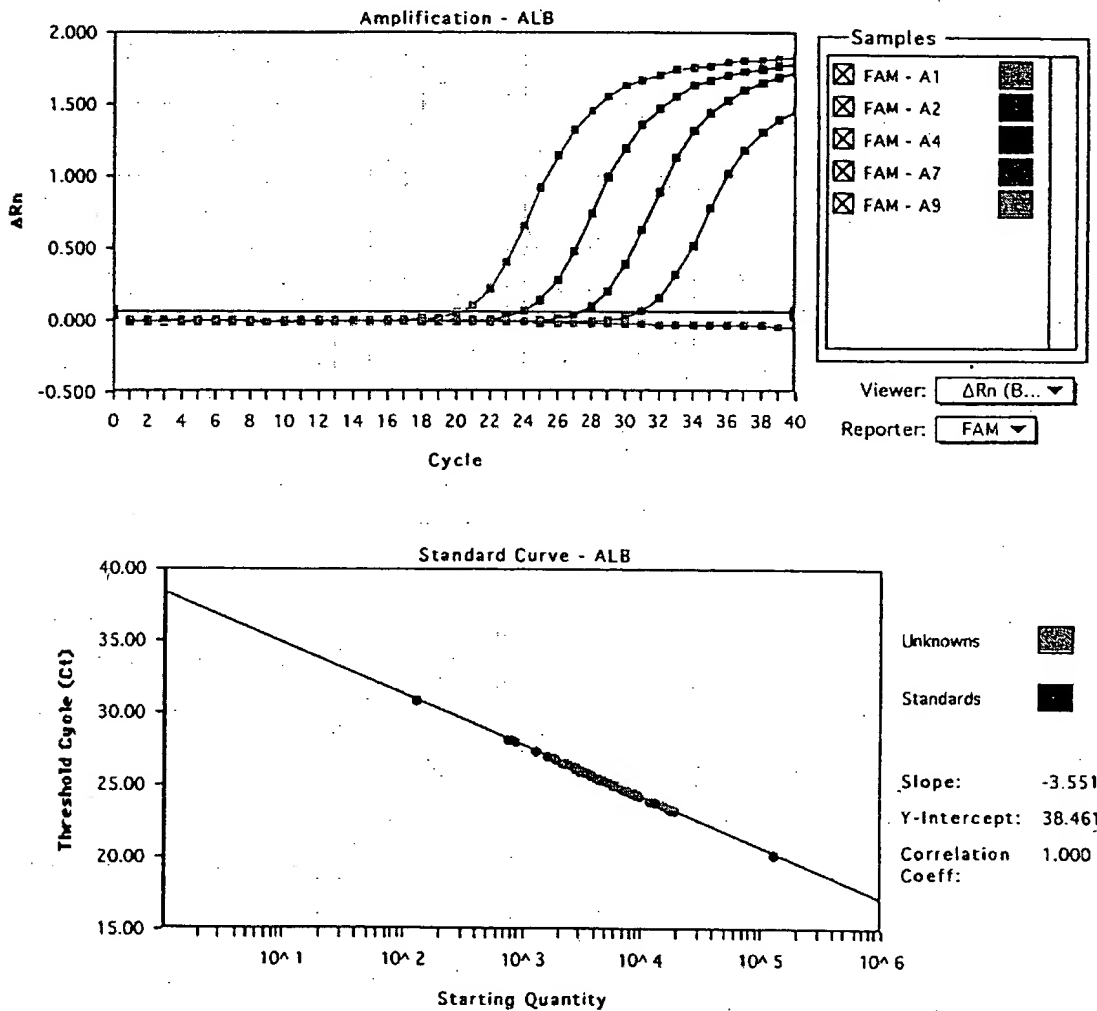 Amplification - ALB
2.000
1.500
1.000
0.500
0.000
-0.500
ΔRn
0 2 4 6 8 10 12 14 16 18 20 22 24 26 28 30 32 34 36 38 40
Cycle
Samples
FAM - A1
FAM - A2
FAM - A4
FAM - A7
FAM - A9
Viewer: ΔRn (B...
Reporter: FAM
Standard Curve - ALB
40.00
35.00
30.00
25.00
20.00
15.00
Threshold Cycle (Ct)
10^1 10^2 10^3 10^4 10^5 10^6
Starting Quantity
Unknowns
Standards
Slope: -3.551
Y-Intercept: 38.461
Correlation 1.000
Coeff: